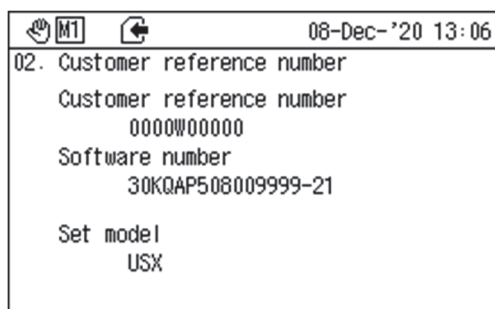 M1 08-Dec-'20 13:06
02. Customer reference number
Customer reference number
0000W00000
Software number
30KQAP508009999-21
Set model
USX